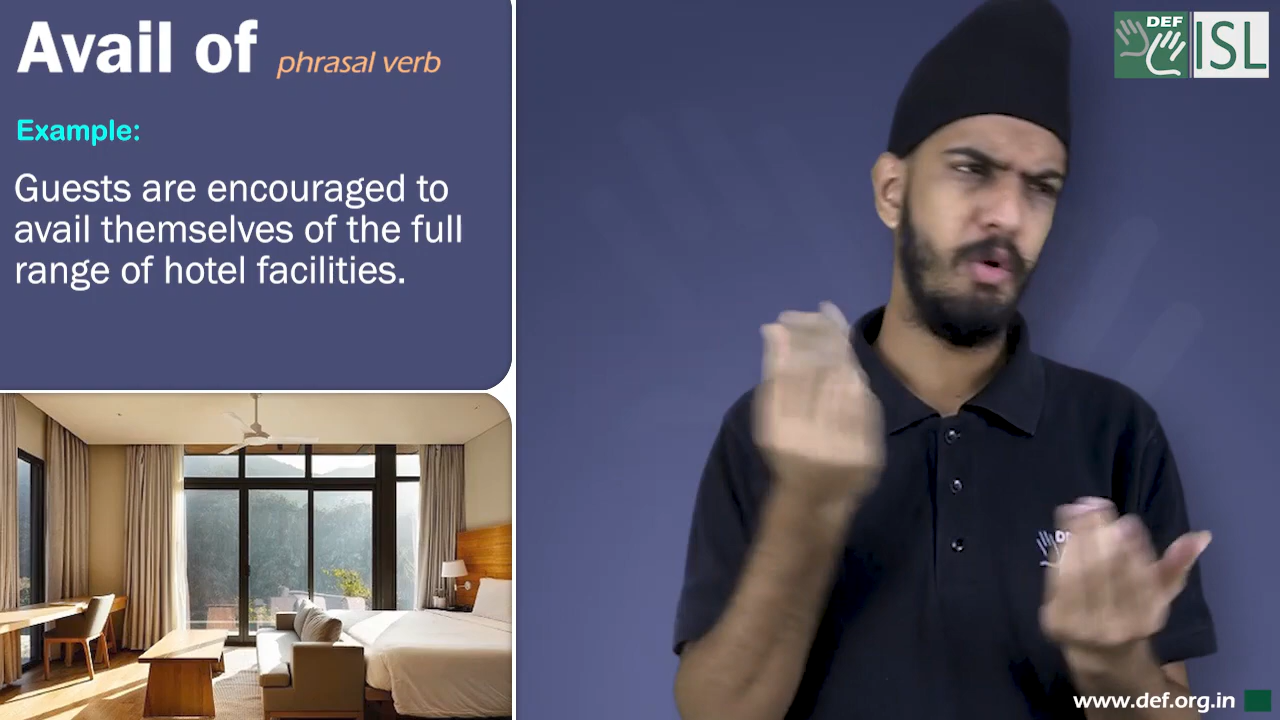 Avail of phrasal verb
Example:
Guests are encouraged to
avail themselves of the full
range of hotel facilities.
DEF
ISL
DEF
www.def.org.in